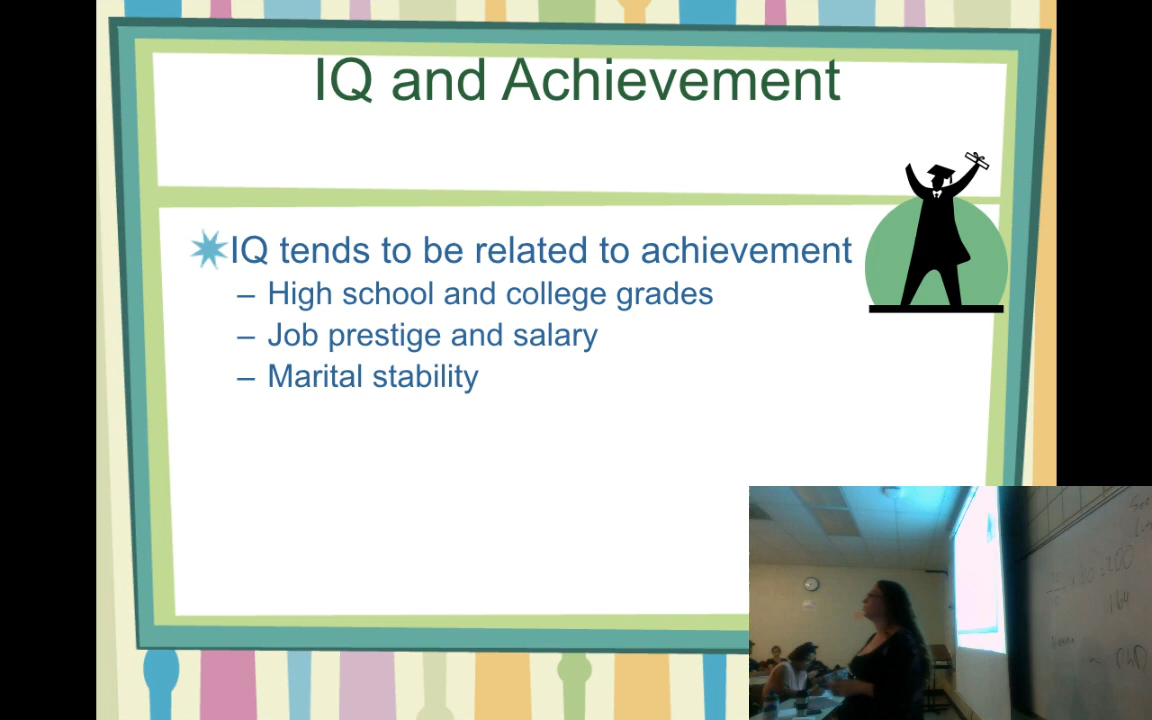 IQ and Achievement
IQ tends to be related to achievement
– High school and college grades
– Job prestige and salary
– Marital stability